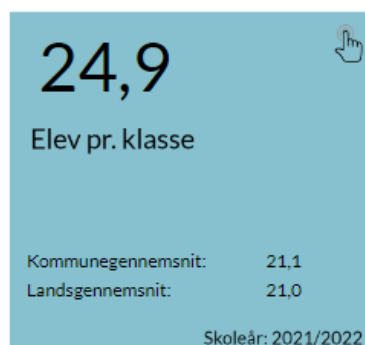 24,9
Elev pr. klasse
Kommunegennemsnit: 21,1
Landsgennemsnit: 21,0
Skoleår: 2021/2022